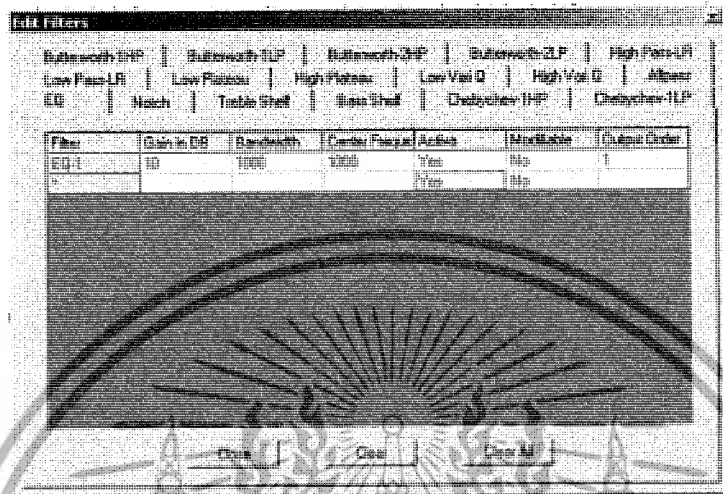 Edit Filters
Butterworth-1HP Butterworth-1LP Butterworth-2HP Butterworth-2LP High Pass-LR
Low Pass-LR Low Plateau High Plateau Low Vari Q High Vari Q Allpass
EQ Notch Treble Shelf Bass Shelf Chebychev-1HP Chebychev-1LP
Filter Gain in DB Bandwidth Center Freque Active Modifiable Output Order
EQ-1 10 1000 1000 Yes No 1
* Yes No
Close Clear All